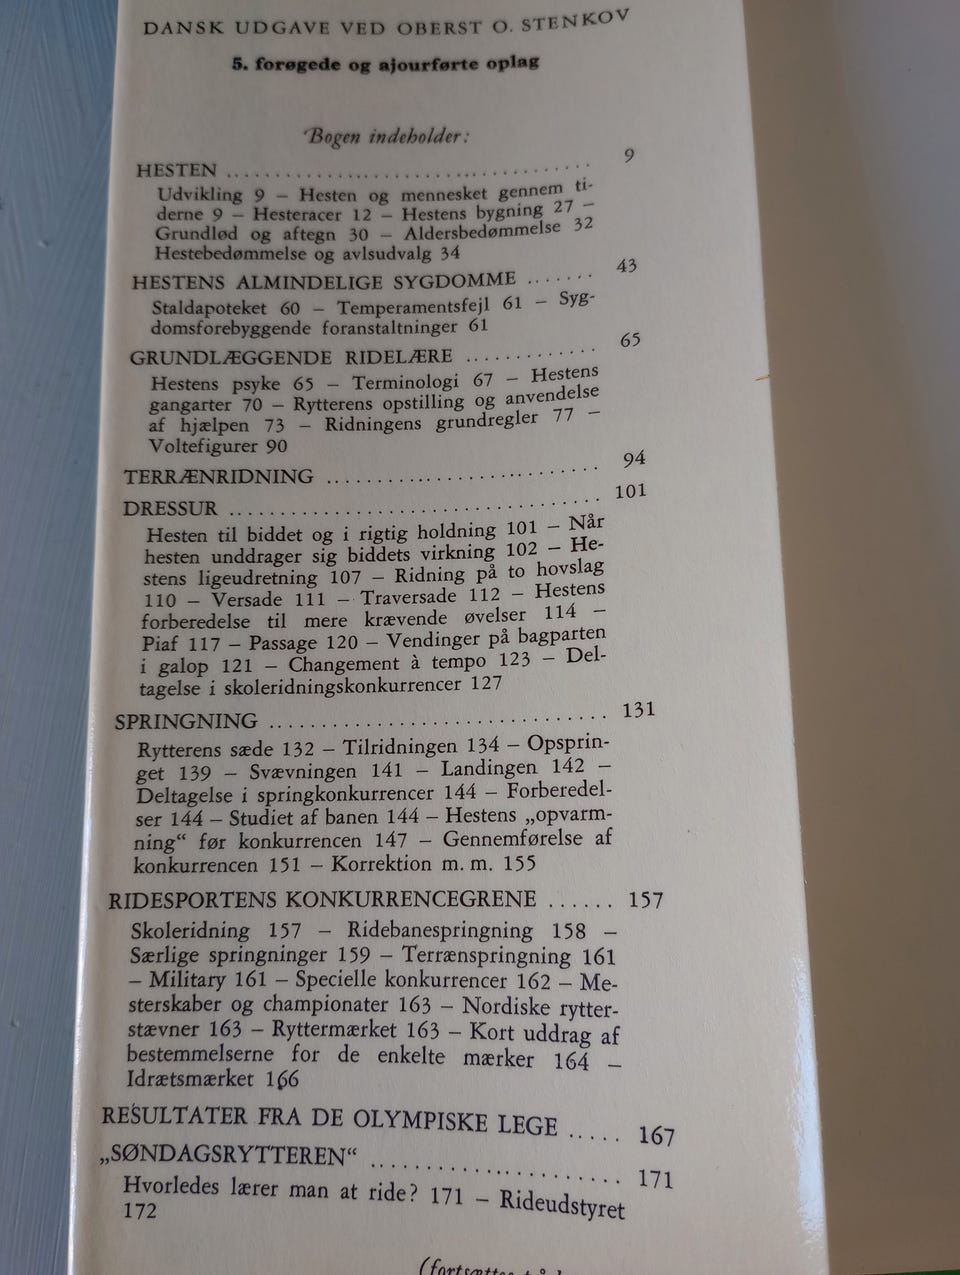 DANSK UDGAVE VED OBERST O. STENKOV
5. forøgede og ajourførte oplag
Bogen indeholder:
HESTEN ........................................ 9
Udvikling 9 – Hesten og mennesket gennem ti-
derne 9 – Hesteracer 12 – Hestens bygning 27 –
Grundlød og aftegn 30 – Aldersbedømmelse 32
Hestebedømmelse og avlsudvalg 34
HESTENS ALMINDELIGE SYGDOMME ....... 43
Staldapoteket 60 – Temperamentsfejl 61 – Syg-
domsforebyggende foranstaltninger 61
GRUNDLÆGGENDE RIDELÆRE ............. 65
Hestens psyke 65 – Terminologi 67 – Hestens
gangarter 70 – Rytterens opstilling og anvendelse
af hjælpen 73 – Ridningens grundregler 77 –
Voltefigurer 90
TERRÆNRIDNING ........................... 94
DRESSUR .................................... 101
Hesten til biddet og i rigtig holdning 101 – Når
hesten unddrager sig biddets virkning 102 – He-
stens ligeudretning 107 – Ridning på to hovslag
110 – Versade 111 – Traversade 112 – Hestens
forberedelse til mere krævende øvelser 114 –
Piaf 117 – Passage 120 – Vendinger på bagparten
i galop 121 – Changement à tempo 123 – Del-
tagelse i skoleridningskonkurrencer 127
SPRINGNING ................................ 131
Rytterens sæde 132 – Tilridningen 134 – Opsprin-
get 139 – Svævningen 141 – Landingen 142 –
Deltagelse i springkonkurrencer 144 – Forberedel-
ser 144 – Studiet af banen 144 – Hestens „opvarm-
ning“ før konkurrencen 147 – Gennemførelse af
konkurrencen 151 – Korrektion m. m. 155
RIDESPORTENS KONKURRENCEGRENE ...... 157
Skoleridning 157 – Ridebanespringning 158 –
Særlige springninger 159 – Terrænspringning 161
– Military 161 – Specielle konkurrencer 162 – Me-
sterskaber og championater 163 – Nordiske rytter-
stævner 163 – Ryttermærket 163 – Kort uddrag af
bestemmelserne for de enkelte mærker 164 –
Idrætsmærket 166
RESULTATER FRA DE OLYMPISKE LEGE ..... 167
„SØNDAGSRYTTEREN“ ....................... 171
Hvorledes lærer man at ride? 171 – Rideudstyret
172